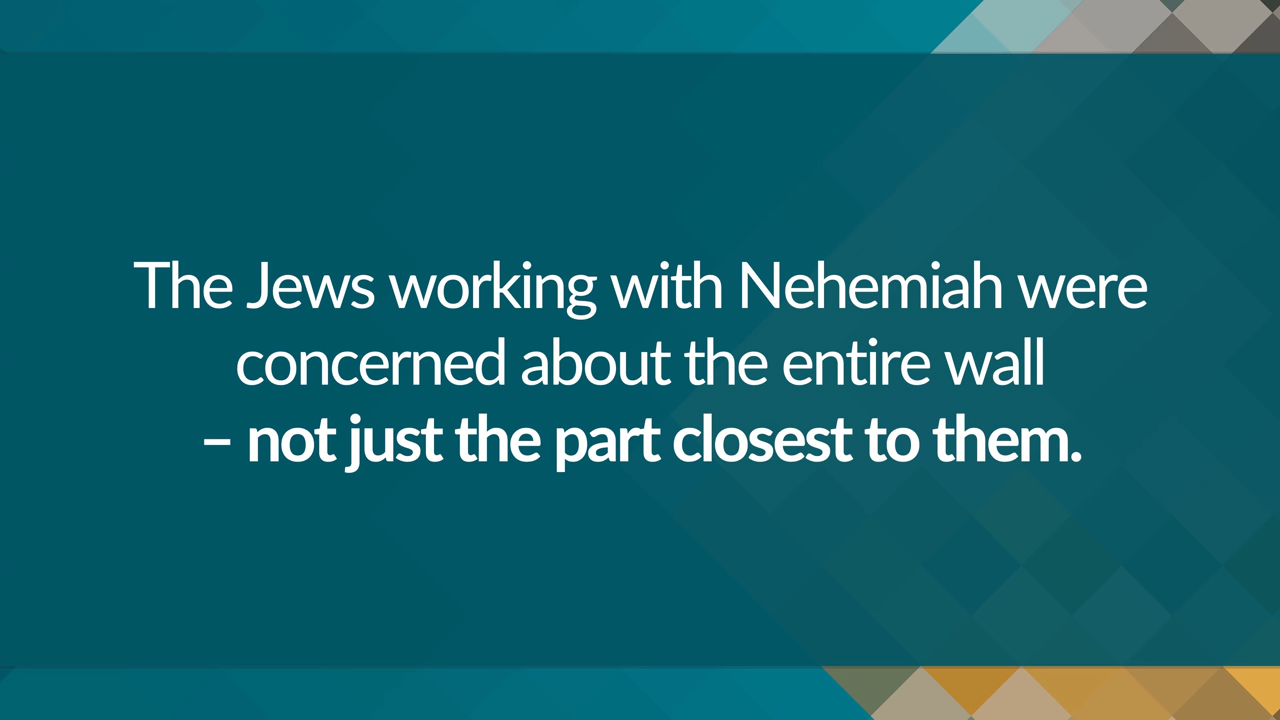 The Jews working with Nehemiah were
concerned about the entire wall
– not just the part closest to them.